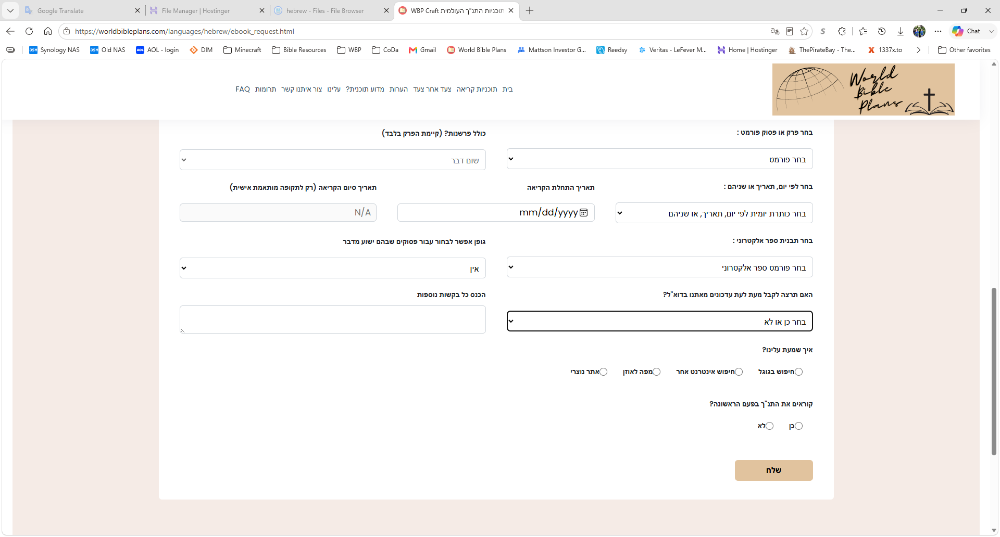 Google Translate
File Manager | Hostinger
hebrew - Files - File Browser
WBP Craft תוכניות התנ"ך העולמית
https://worldbibleplans.com/languages/hebrew/ebook_request.html
Chat
Synology NAS
Old NAS
AOL - login
DIM
Minecraft
Bible Resources
WBP
CoDa
Gmail
World Bible Plans
Mattson Investor G...
Reedsy
Veritas - LeFever M...
Home | Hostinger
ThePirateBay - The...
1337x.to
Other favorites
World
Bible
Plans
בית תוכניות קריאה צעד אחר צעד הערות מדוע תוכנית? עלינו צור איתנו קשר תרומות FAQ
בחר פרק או פסוק פורמט :
כולל פרשנות? (קיימת הפרק בלבד)
בחר פורמט
שום דבר
בחר לפי יום, תאריך או שניהם :
תאריך התחלת הקריאה
תאריך סיום הקריאה (רק לתקופה מותאמת אישית)
בחר כותרת יומית לפי יום, תאריך, או שניהם
mm/dd/yyyy
N/A
בחר תבנית ספר אלקטרוני :
גופן אפשר לבחור עבור פסוקים שבהם ישוע מדבר
בחר פורמט ספר אלקטרוני
אין
האם תרצה לקבל מעת לעת עדכונים מאתנו בדוא"ל?
הכנס כל בקשות נוספות
בחר כן או לא
איך שמעת עלינו?
חיפוש בגוגל
חיפוש אינטרנט אחר
מפה לאוזן
אתר נוצרי
קוראים את התנ"ך בפעם הראשונה?
כן
לא
שלח